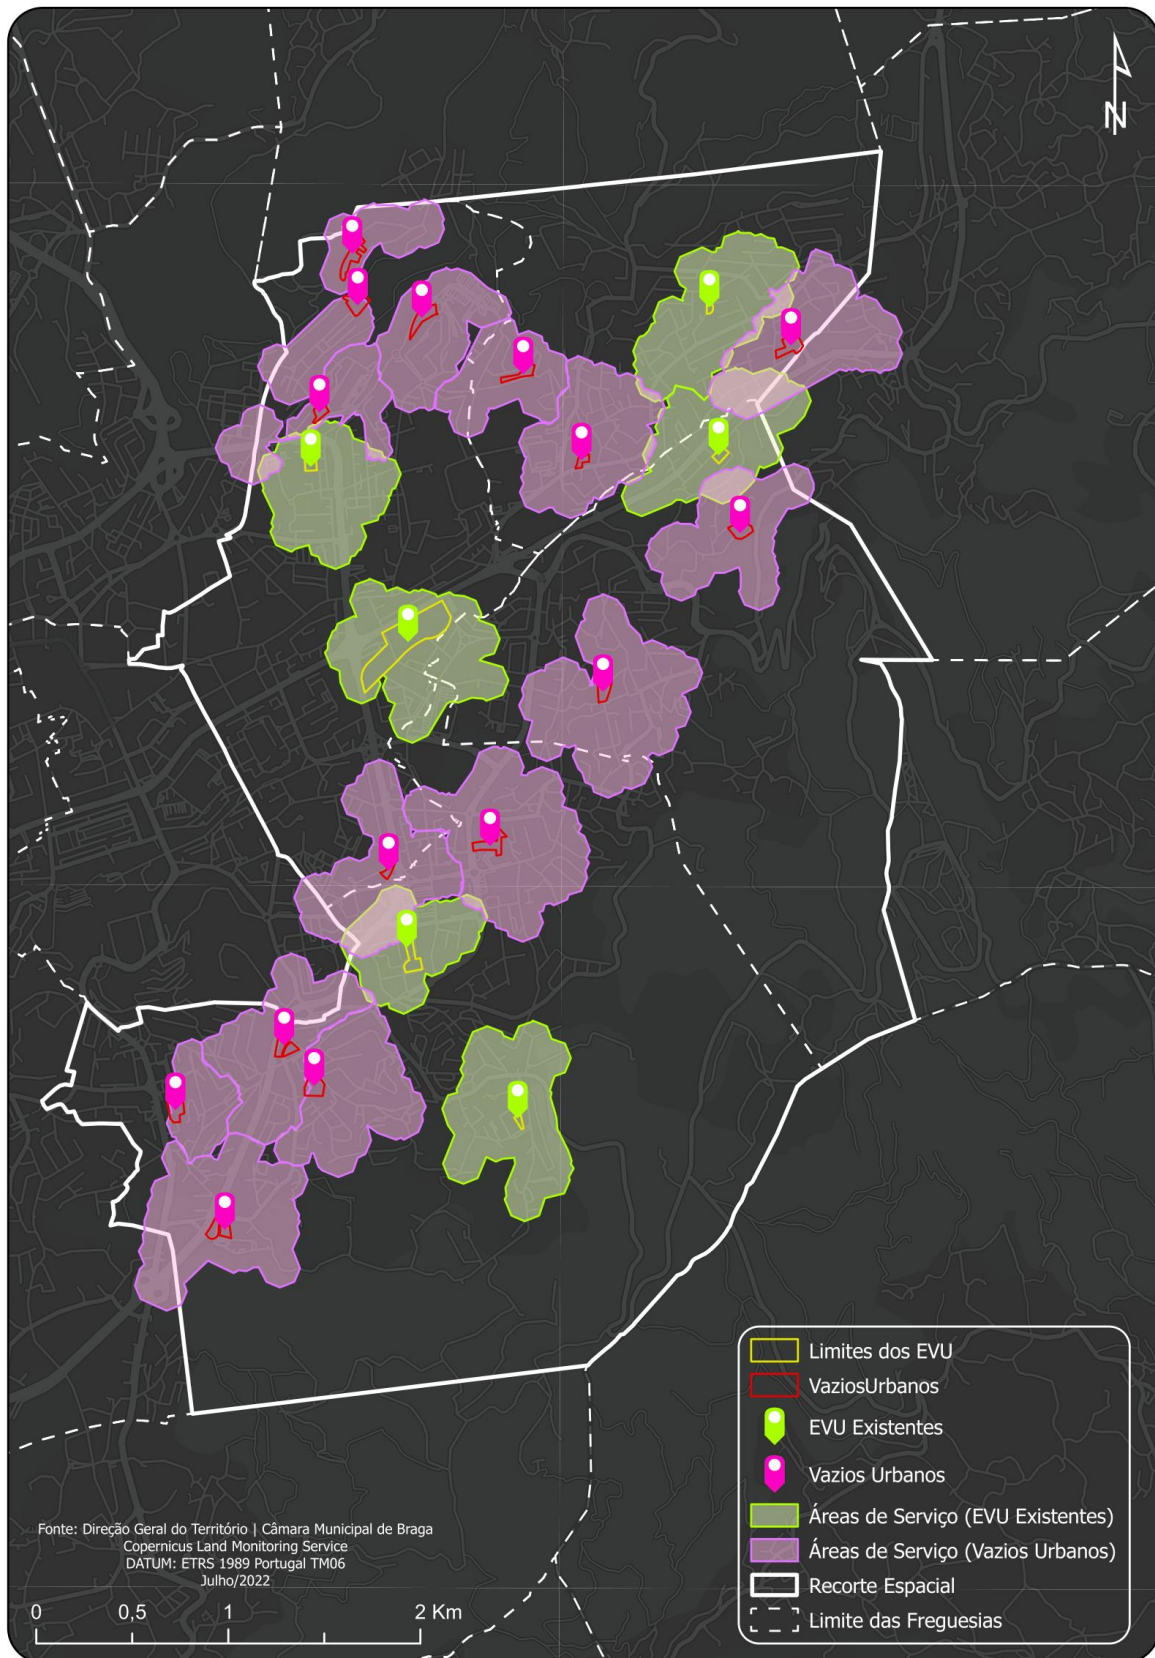 N
Limites dos EVU
VaziosUrbanos
EVU Existentes
Vazios Urbanos
Áreas de Serviço (EVU Existentes)
Áreas de Serviço (Vazios Urbanos)
Recorte Espacial
Limite das Freguesias
Fonte: Direção Geral do Território | Câmara Municipal de Braga
Copernicus Land Monitoring Service
DATUM: ETRS 1989 Portugal TM06
Julho/2022
0 0,5 1 2 Km